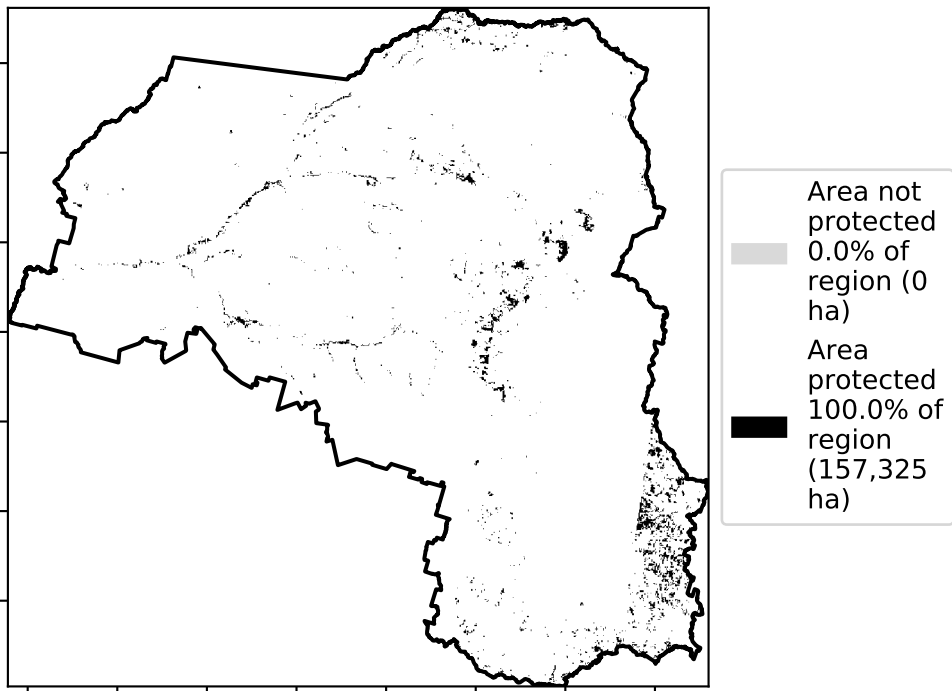 Area not
protected
0.0% of
region (0
ha)
Area
protected
100.0% of
region
(157,325
ha)